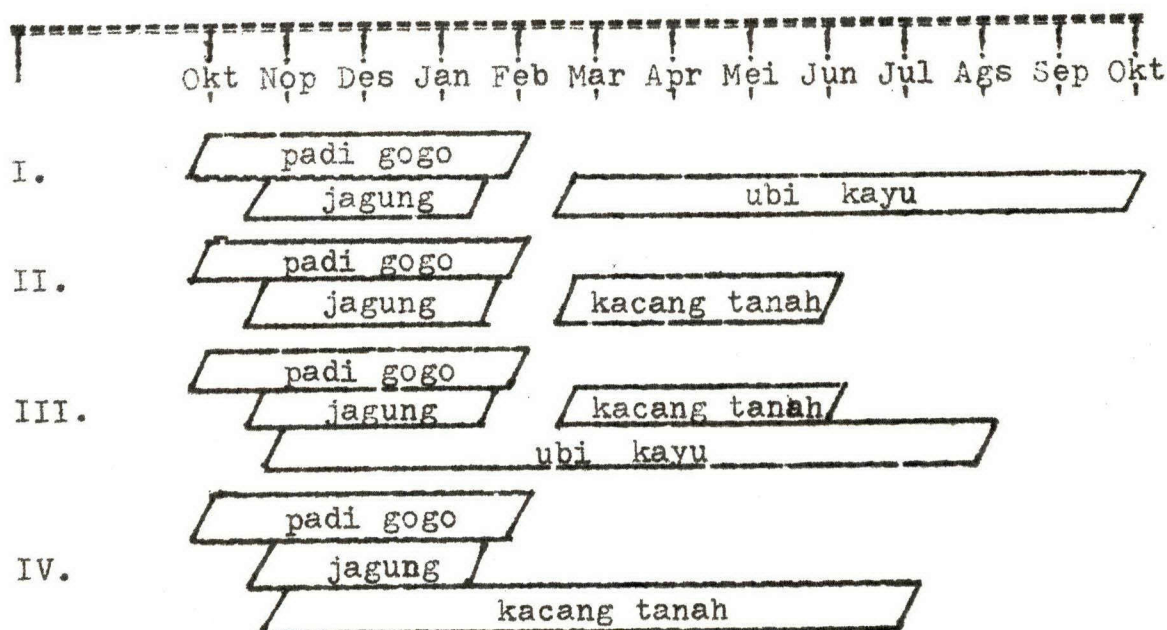 Okt Nop Des Jan Feb Mar Apr Mei Jun Jul Ags Sep Okt
I. padi gogo
jagung ubi kayu
II. padi gogo
jagung kacang tanah
III. padi gogo
jagung kacang tanah
ubi kayu
IV. padi gogo
jagung
kacang tanah